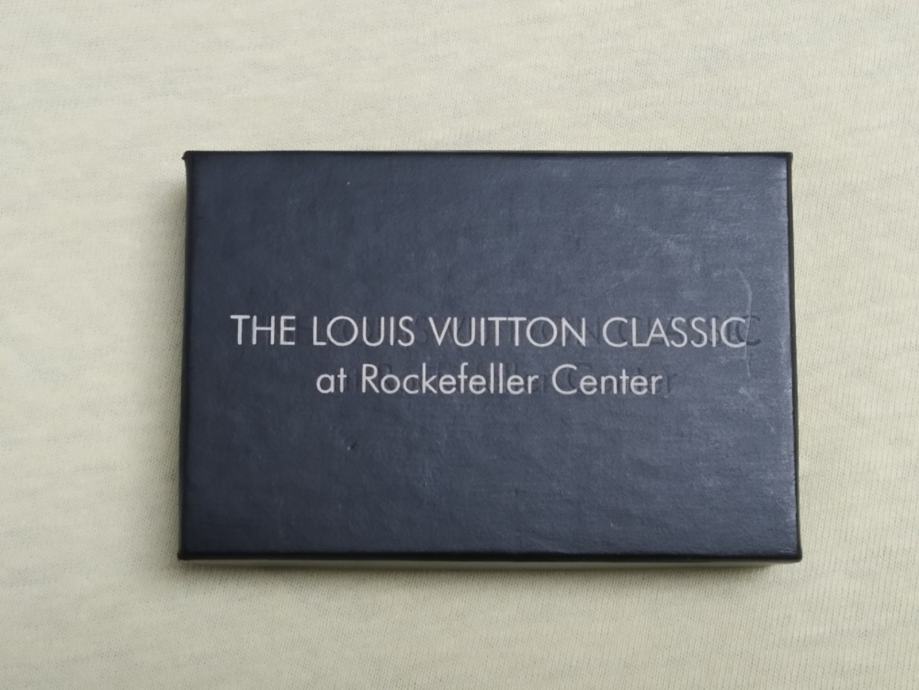 THE LOUIS VUITTON CLASSIC
at Rockefeller Center